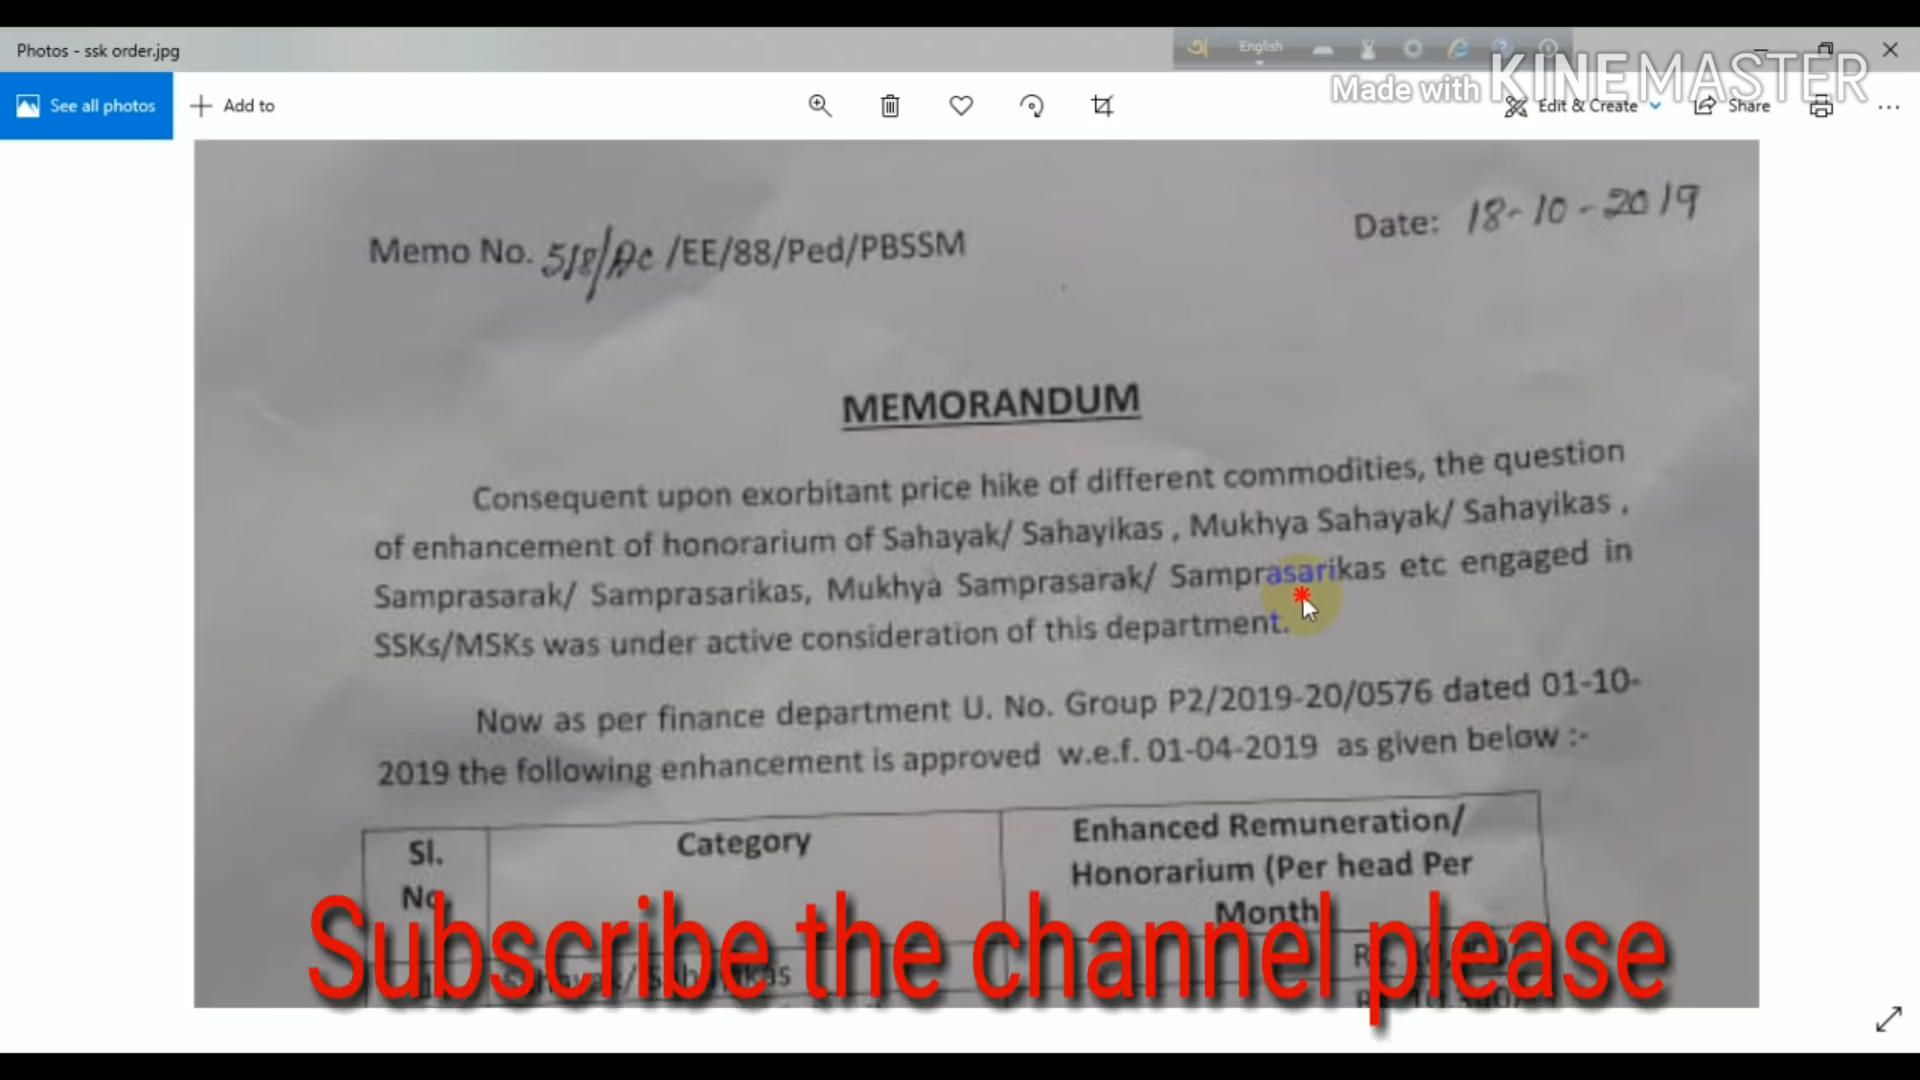 Photos - ssk order.jpg
English
Made with KINEMASTER
See all photos
Add to
Edit & Create
Share
Memo No. 518/Ac /EE/88/Ped/PBSSM
Date: 18-10-2019
MEMORANDUM
Consequent upon exorbitant price hike of different commodities, the question
of enhancement of honorarium of Sahayak/ Sahayikas , Mukhya Sahayak/ Sahayikas ,
Samprasarak/ Samprasarikas, Mukhya Samprasarak/ Samprasarikas etc engaged in
SSKs/MSKs was under active consideration of this department.
Now as per finance department U. No. Group P2/2019-20/0576 dated 01-10-
2019 the following enhancement is approved w.e.f. 01-04-2019 as given below :-
Sl.
No.
Category
Enhanced Remuneration/
Honorarium (Per head Per
Month
Sahayak/ Sahayikas
Subscribe the channel please